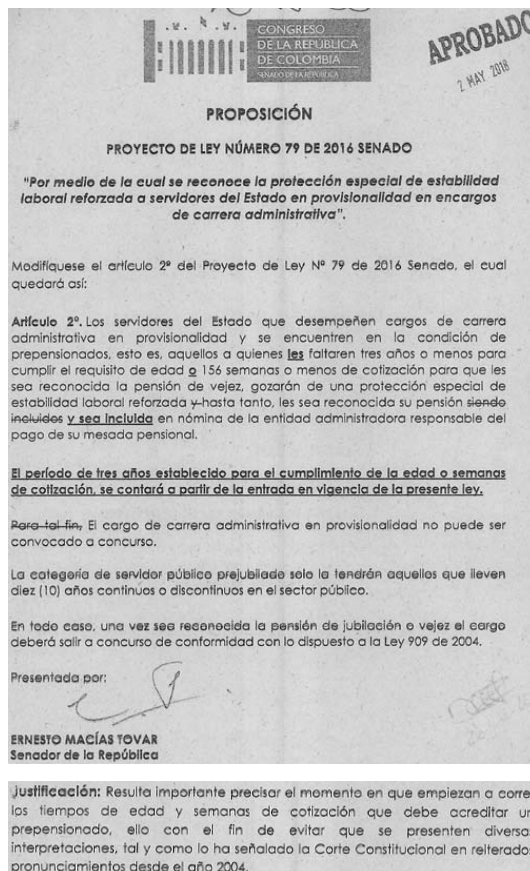 CONGRESO
DE LA REPÚBLICA
DE COLOMBIA
SENADO DE LA REPÚBLICA
APROBADO
2 MAY 2018
PROPOSICIÓN
PROYECTO DE LEY NÚMERO 79 DE 2016 SENADO
"Por medio de la cual se reconoce la protección especial de estabilidad
laboral reforzada a servidores del Estado en provisionalidad en encargos
de carrera administrativa".
Modifíquese el artículo 2º del Proyecto de Ley Nº 79 de 2016 Senado, el cual
quedará así:
Artículo 2º. Los servidores del Estado que desempeñen cargos de carrera
administrativa en provisionalidad y se encuentren en la condición de
prepensionados, esto es, aquellos a quienes les faltaren tres años o menos para
cumplir el requisito de edad o 156 semanas o menos de cotización para que les
sea reconocida la pensión de vejez, gozarán de una protección especial de
estabilidad laboral reforzada y hasta tanto, les sea reconocida su pensión siendo
incluidos y sea incluida en nómina de la entidad administradora responsable del
pago de su mesada pensional.
El período de tres años establecido para el cumplimiento de la edad o semanas
de cotización, se contará a partir de la entrada en vigencia de la presente ley.
Para tal fin, El cargo de carrera administrativa en provisionalidad no puede ser
convocado a concurso.
La categoría de servidor público prejubilado solo la tendrán aquellos que lleven
diez (10) años continuos o discontinuos en el sector público.
En todo caso, una vez sea reconocida la pensión de jubilación o vejez el cargo
deberá salir a concurso de conformidad con lo dispuesto a la Ley 909 de 2004.
Presentada por:
ERNESTO MACÍAS TOVAR
Senador de la República
Justificación: Resulta importante precisar el momento en que empiezan a corre
los tiempos de edad y semanas de cotización que debe acreditar un
prepensionado, ello con el fin de evitar que se presenten diversa
interpretaciones, tal y como lo ha señalado la Corte Constitucional en reiterado
pronunciamientos desde el año 2004.